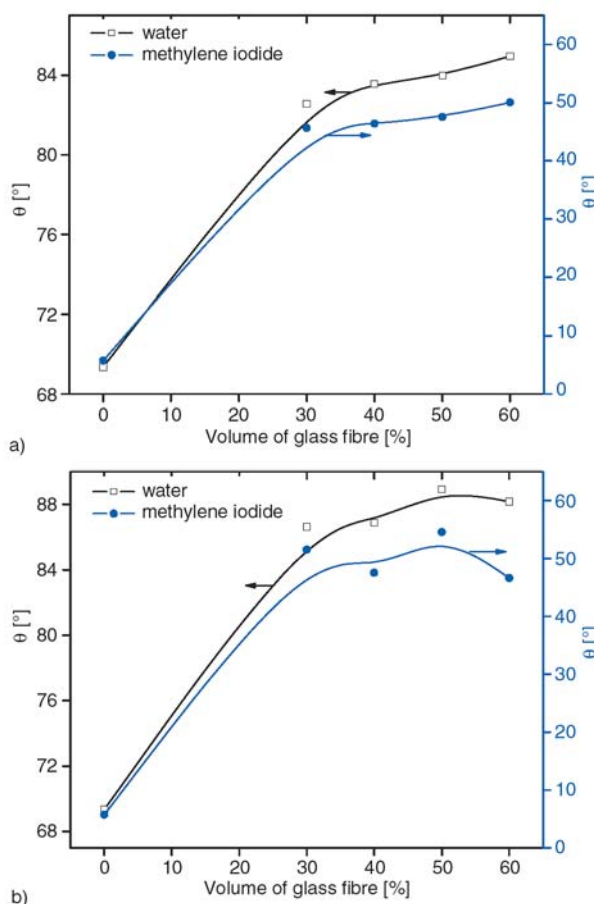 water
methylene iodide
84
80
76
72
68
θ [°]
60
50
40
30
20
10
0
θ [°]
0 10 20 30 40 50 60
Volume of glass fibre [%]
a)
water
methylene iodide
88
84
80
76
72
68
θ [°]
60
50
40
30
20
10
0
θ [°]
0 10 20 30 40 50 60
Volume of glass fibre [%]
b)